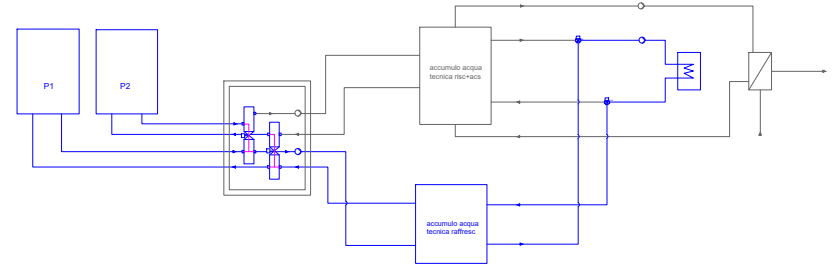 P1
P2
accumulo acqua
tecnica risc+acs
accumulo acqua
tecnica raffresc